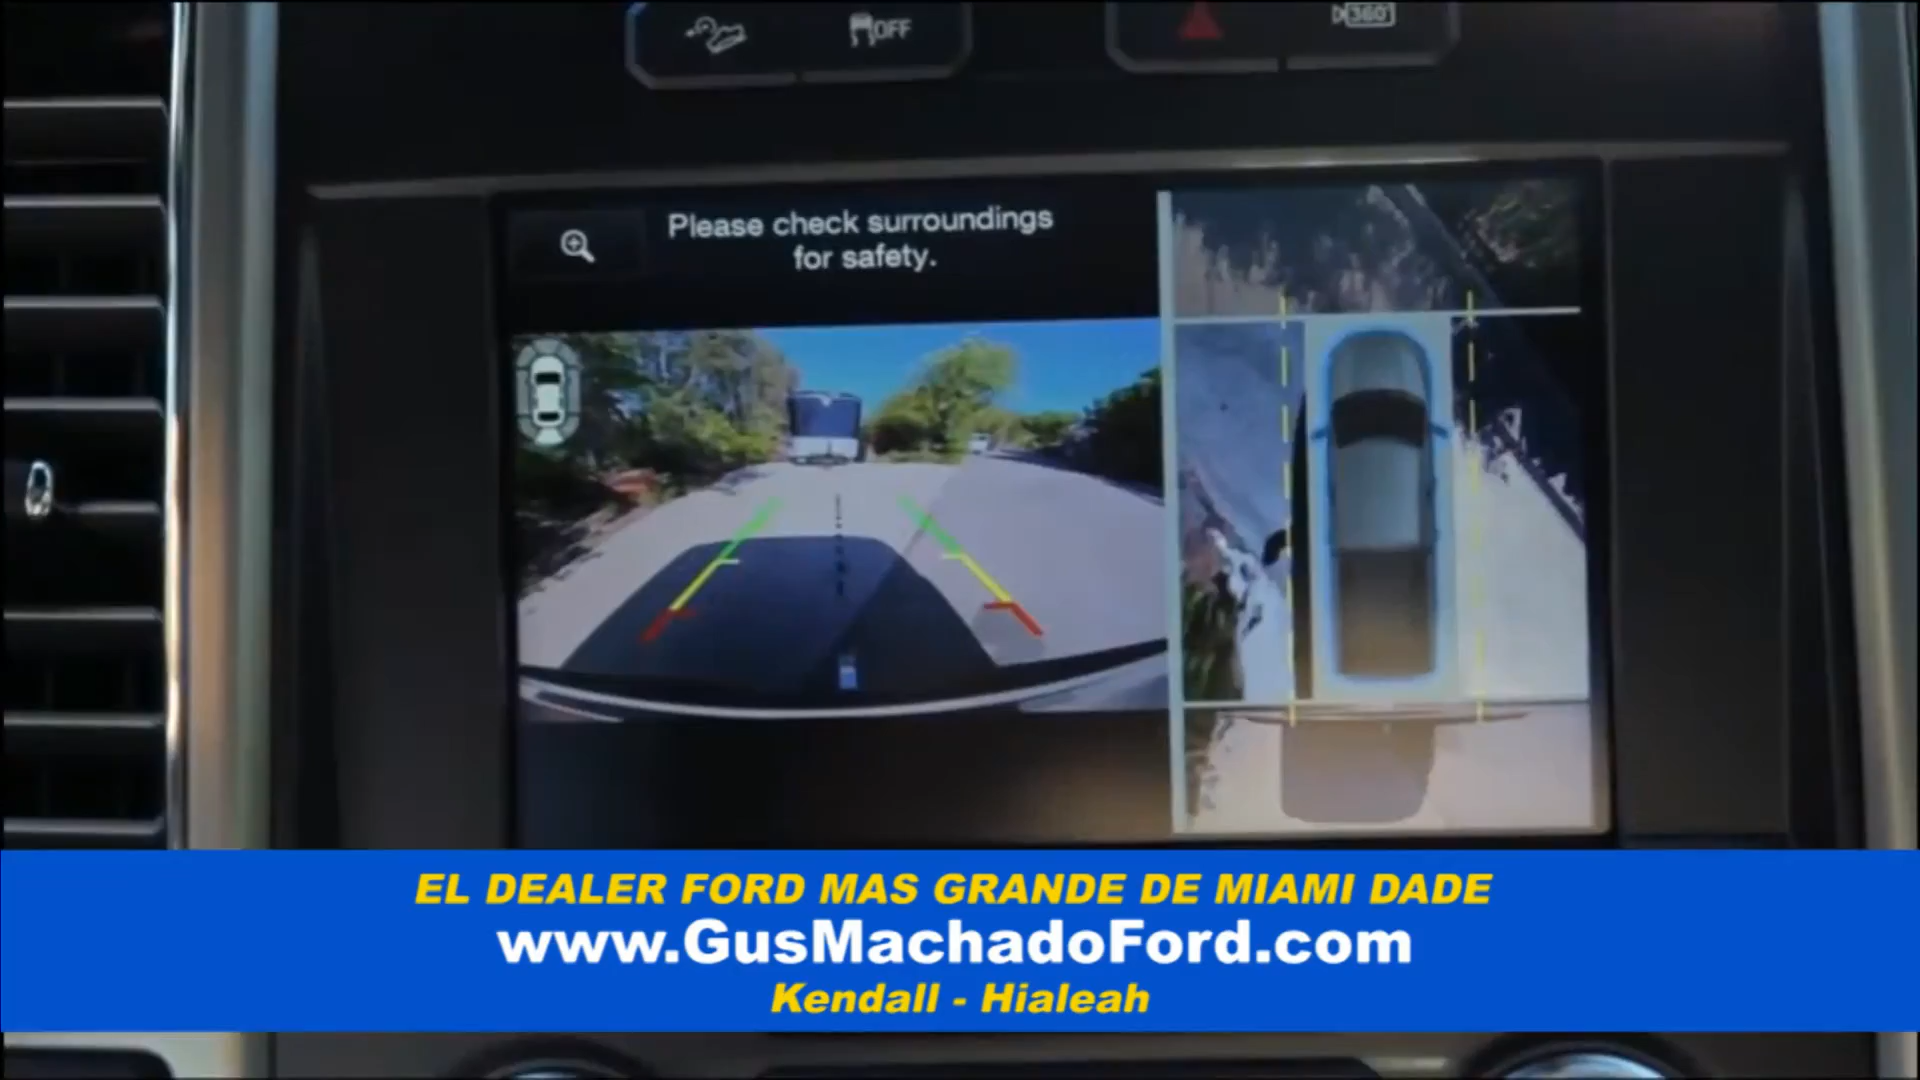 OFF
360°
Please check surroundings
for safety.
EL DEALER FORD MAS GRANDE DE MIAMI DADE
www.GusMachadoFord.com
Kendall - Hialeah